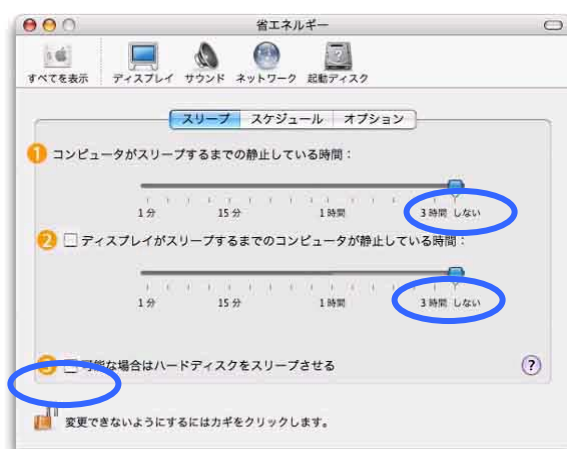 省エネルギー
すべてを表示 ディスプレイ サウンド ネットワーク 起動ディスク
スリープ スケジュール オプション
1 コンピュータがスリープするまでの静止している時間：
1分 15分 1時間 3時間 しない
2 ディスプレイがスリープするまでのコンピュータが静止している時間：
1分 15分 1時間 3時間 しない
3 可能な場合はハードディスクをスリープさせる ?
変更できないようにするにはカギをクリックします。